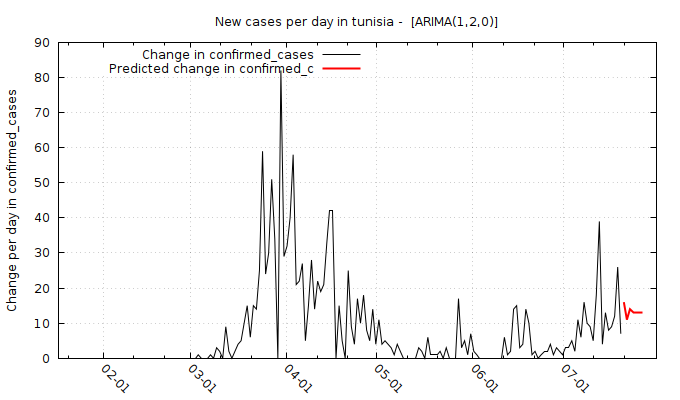 New cases per day in tunisia -  [ARIMA(1,2,0)]
Change in confirmed_cases
Predicted change in confirmed_c
Change per day in confirmed_cases
90
80
70
60
50
40
30
20
10
0
02-01 03-01 04-01 05-01 06-01 07-01